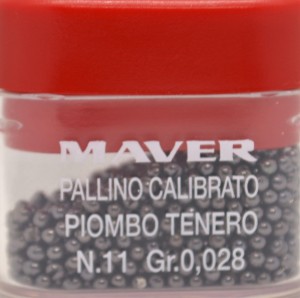 MAVER
PALLINO CALIBRATO
PIOMBO TENERO
N.11 Gr.0,028